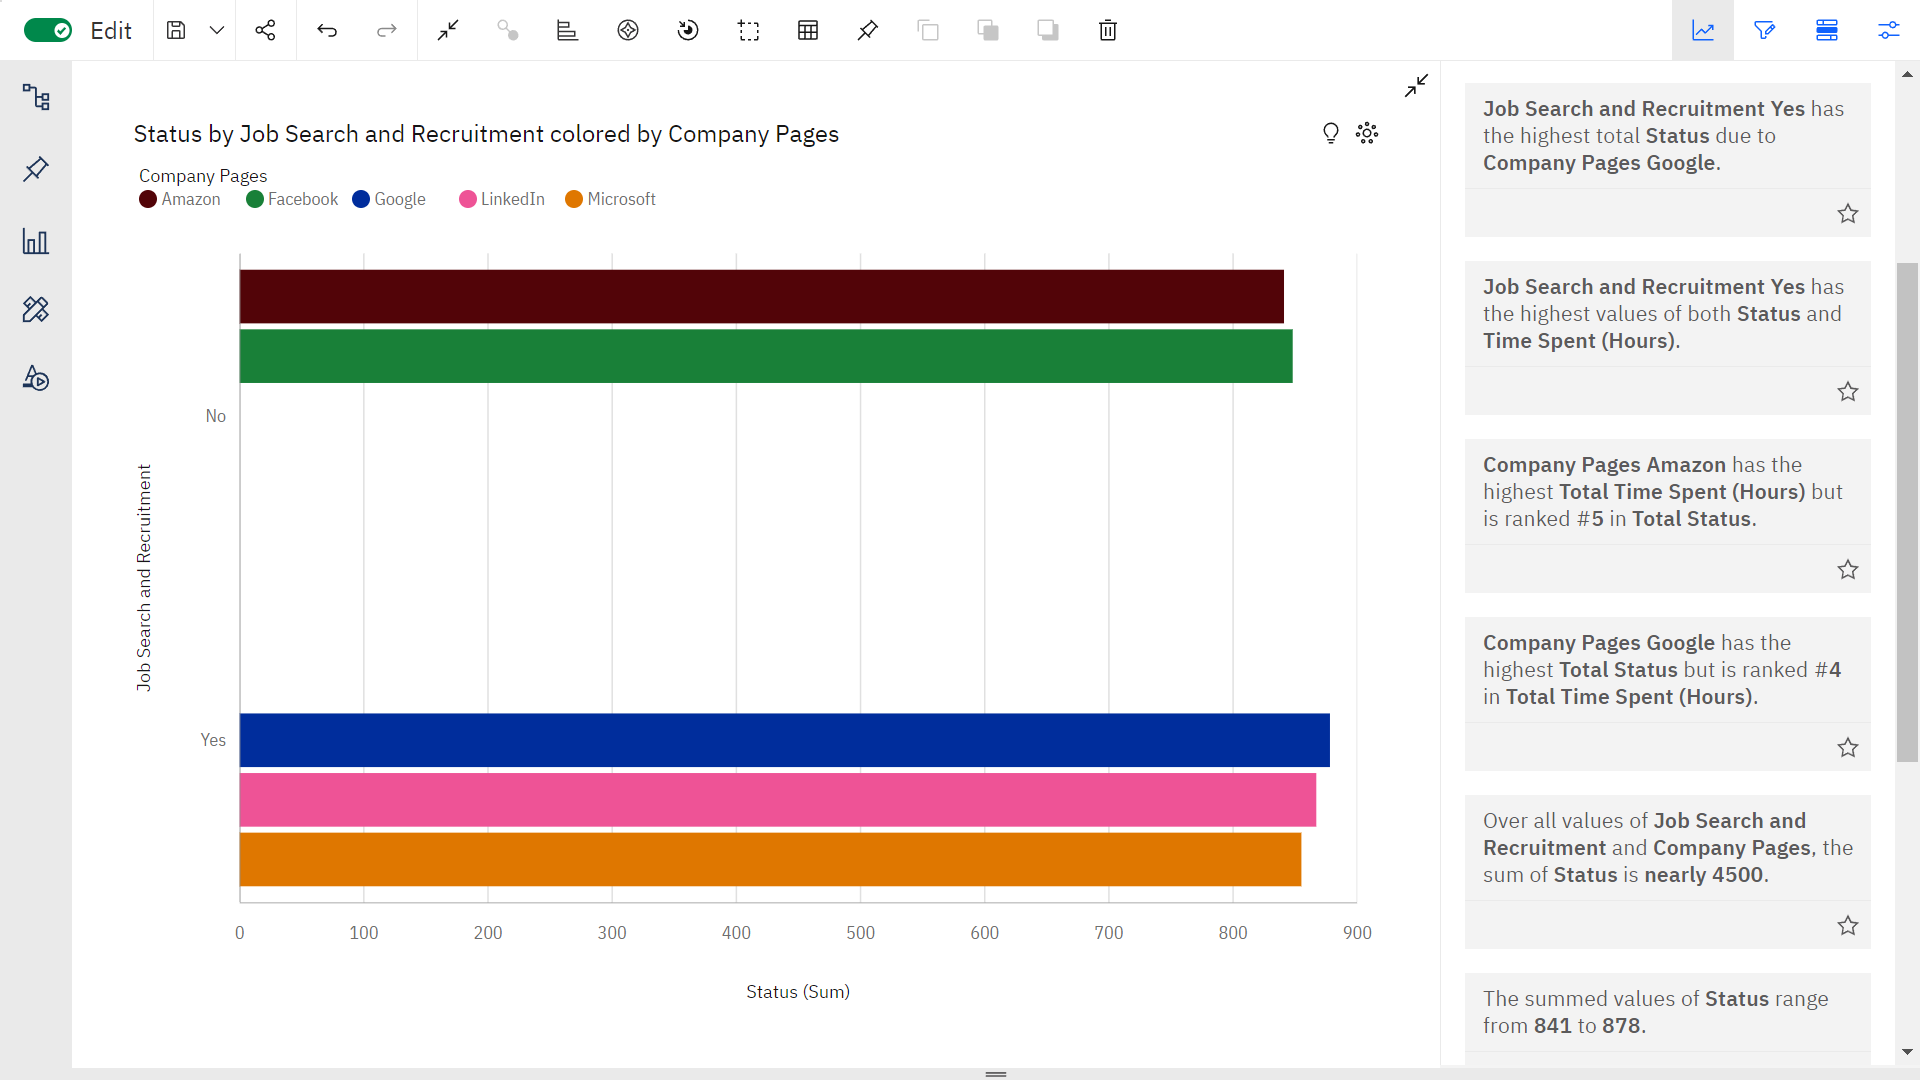 Edit
Status by Job Search and Recruitment colored by Company Pages
Company Pages
Amazon Facebook Google LinkedIn Microsoft
Job Search and Recruitment
No
Yes
0 100 200 300 400 500 600 700 800 900
Status (Sum)
Job Search and Recruitment Yes has
the highest total Status due to
Company Pages Google.
Job Search and Recruitment Yes has
the highest values of both Status and
Time Spent (Hours).
Company Pages Amazon has the
highest Total Time Spent (Hours) but
is ranked #5 in Total Status.
Company Pages Google has the
highest Total Status but is ranked #4
in Total Time Spent (Hours).
Over all values of Job Search and
Recruitment and Company Pages, the
sum of Status is nearly 4500.
The summed values of Status range
from 841 to 878.